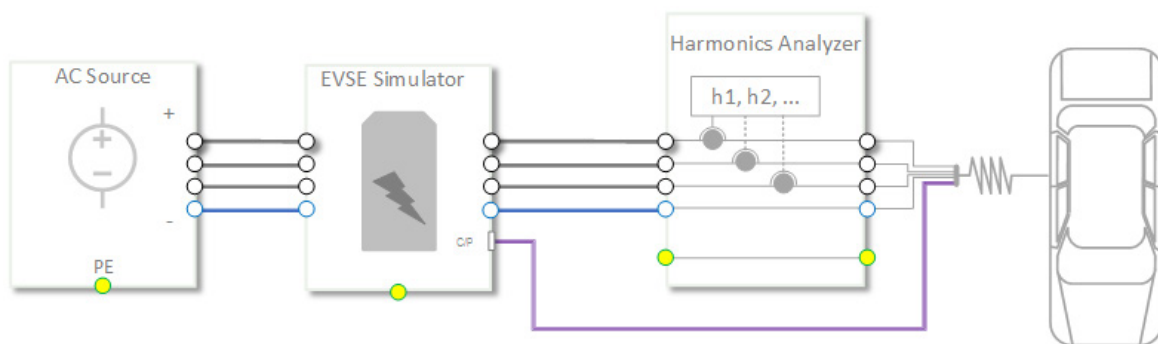 AC Source
+
-
PE
EVSE Simulator
C/P
Harmonics Analyzer
h1, h2, ...